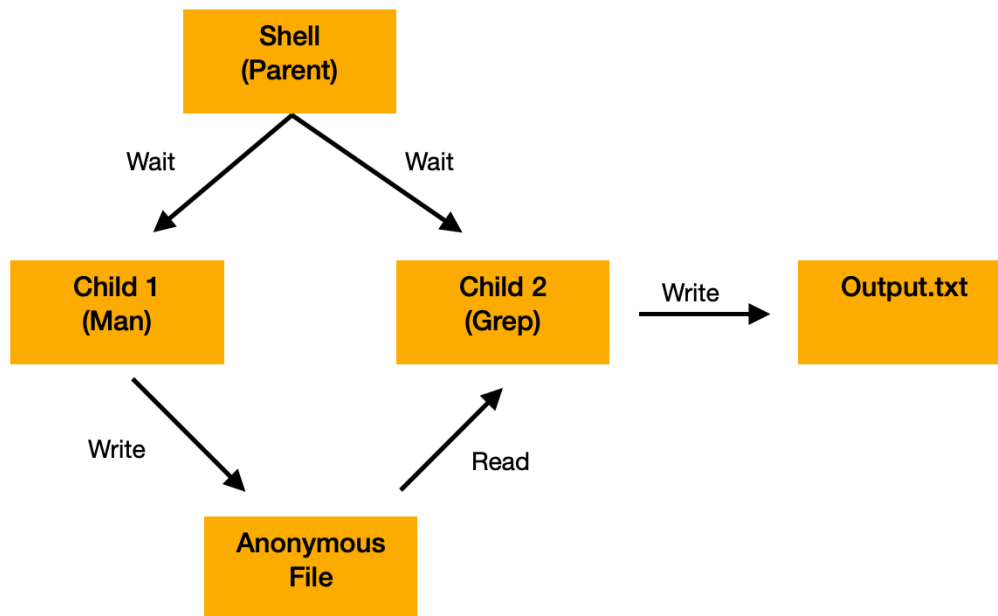 Shell
(Parent)
Wait
Wait
Child 1
(Man)
Child 2
(Grep)
Write
Output.txt
Write
Read
Anonymous
File